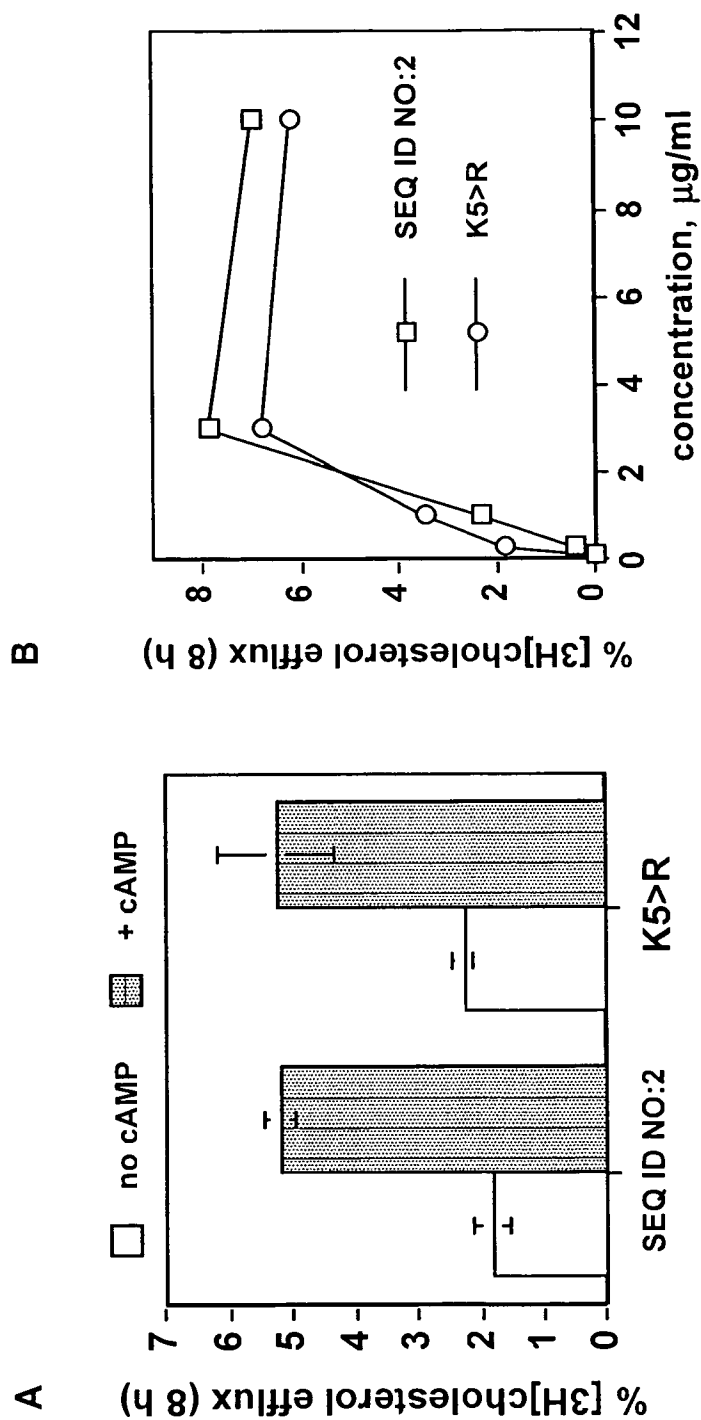 A
no cAMP
+ cAMP
% [3H]cholesterol efflux (8 h)
7
6
5
4
3
2
1
0
SEQ ID NO:2
K5>R
B
% [3H]cholesterol efflux (8 h)
8
6
4
2
0
SEQ ID NO:2
K5>R
0
2
4
6
8
10
12
concentration, µg/ml